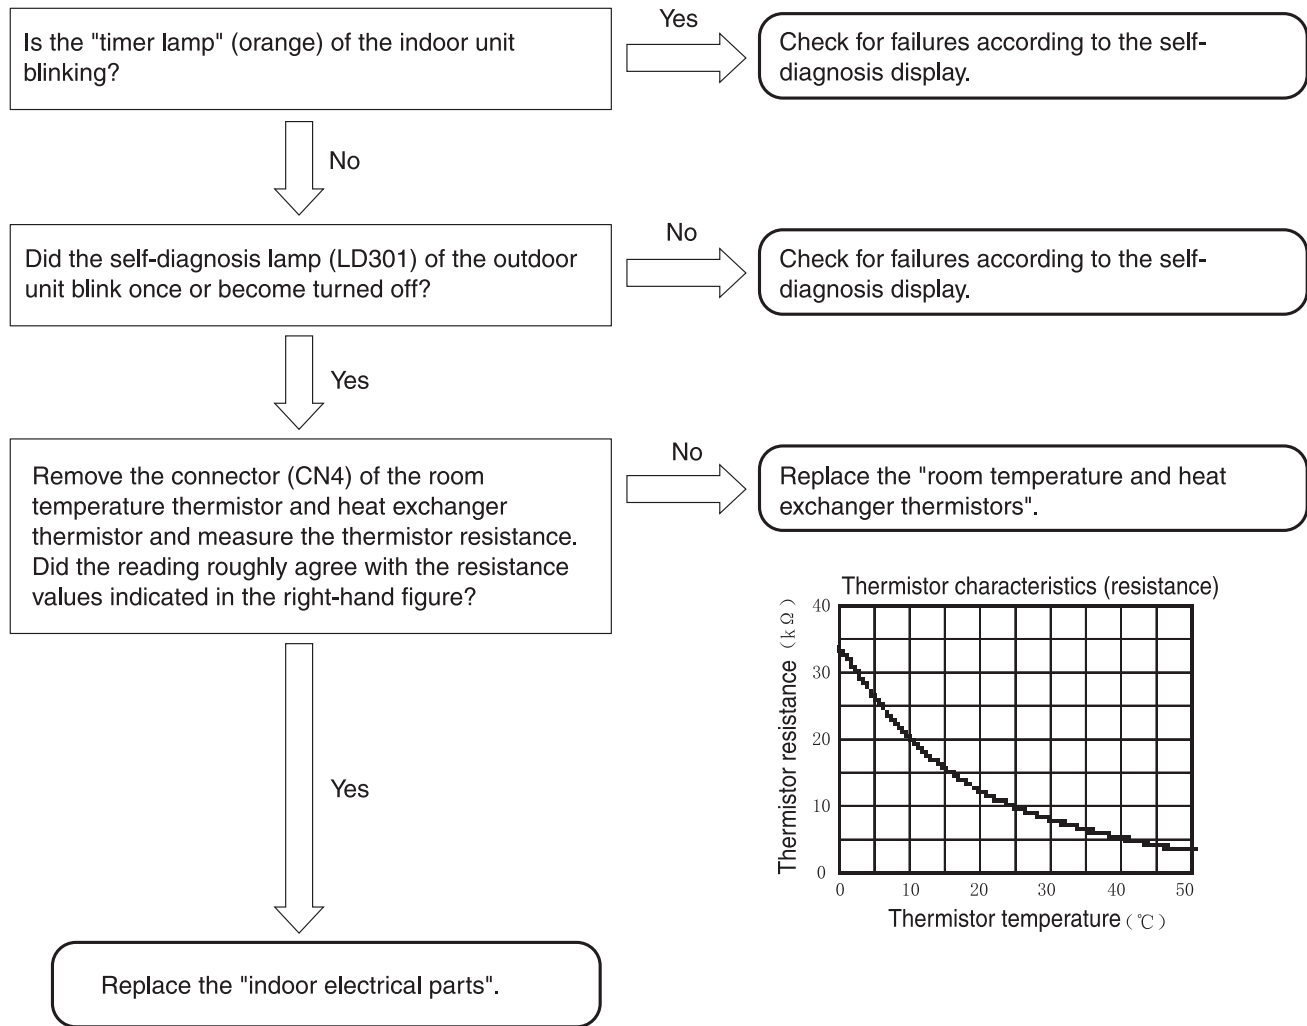 Is the "timer lamp" (orange) of the indoor unit
blinking?
Yes
Check for failures according to the self-
diagnosis display.
No
Did the self-diagnosis lamp (LD301) of the outdoor
unit blink once or become turned off?
No
Check for failures according to the self-
diagnosis display.
Yes
Remove the connector (CN4) of the room
temperature thermistor and heat exchanger
thermistor and measure the thermistor resistance.
Did the reading roughly agree with the resistance
values indicated in the right-hand figure?
No
Replace the "room temperature and heat
exchanger thermistors".
Thermistor characteristics (resistance)
Thermistor resistance (kΩ)
40
30
20
10
0
0 10 20 30 40 50
Thermistor temperature (℃)
Yes
Replace the "indoor electrical parts".